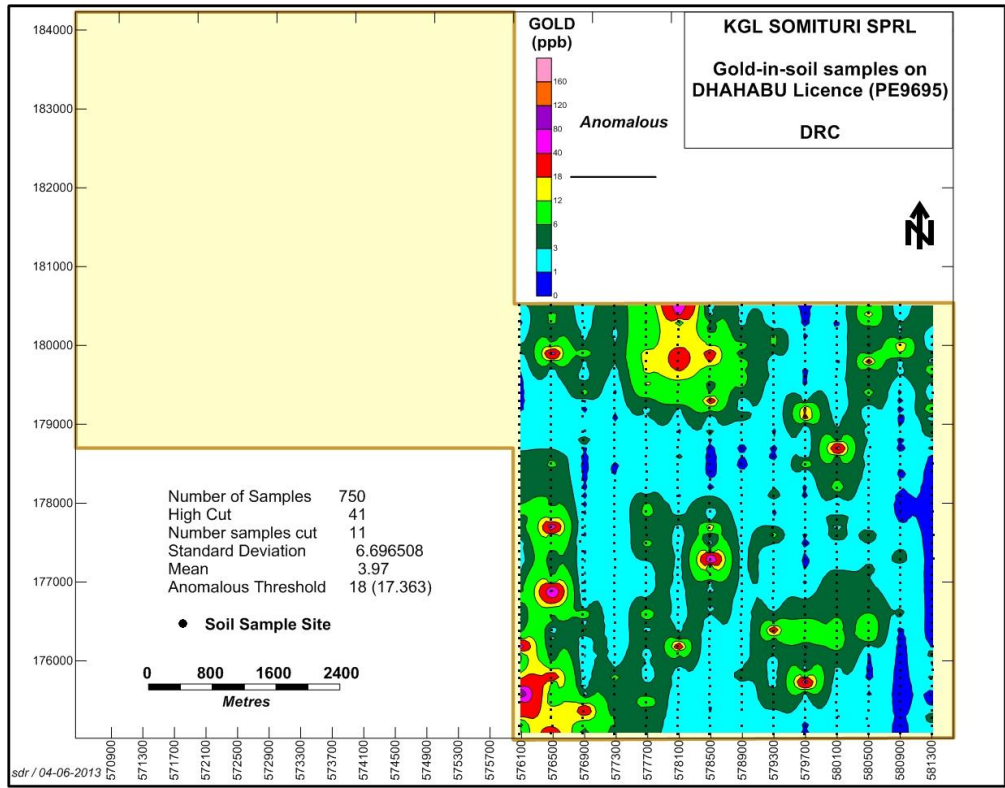 GOLD
(ppb)
160
120
80
40
18
12
6
3
1
0
Anomalous
KGL SOMITURI SPRL
Gold-in-soil samples on
DHAHABU Licence (PE9695)
DRC
N
184000
183000
182000
181000
180000
179000
178000
177000
176000
Number of Samples 750
High Cut 41
Number samples cut 11
Standard Deviation 6.696508
Mean 3.97
Anomalous Threshold 18 (17.363)
Soil Sample Site
0 800 1600 2400
Metres
sdr / 04-06-2013
570900
571300
571700
572100
572500
572900
573300
573700
574100
574500
574900
575300
575700
576100
576500
576900
577300
577700
578100
578500
578900
579300
579700
580100
580500
580900
581300